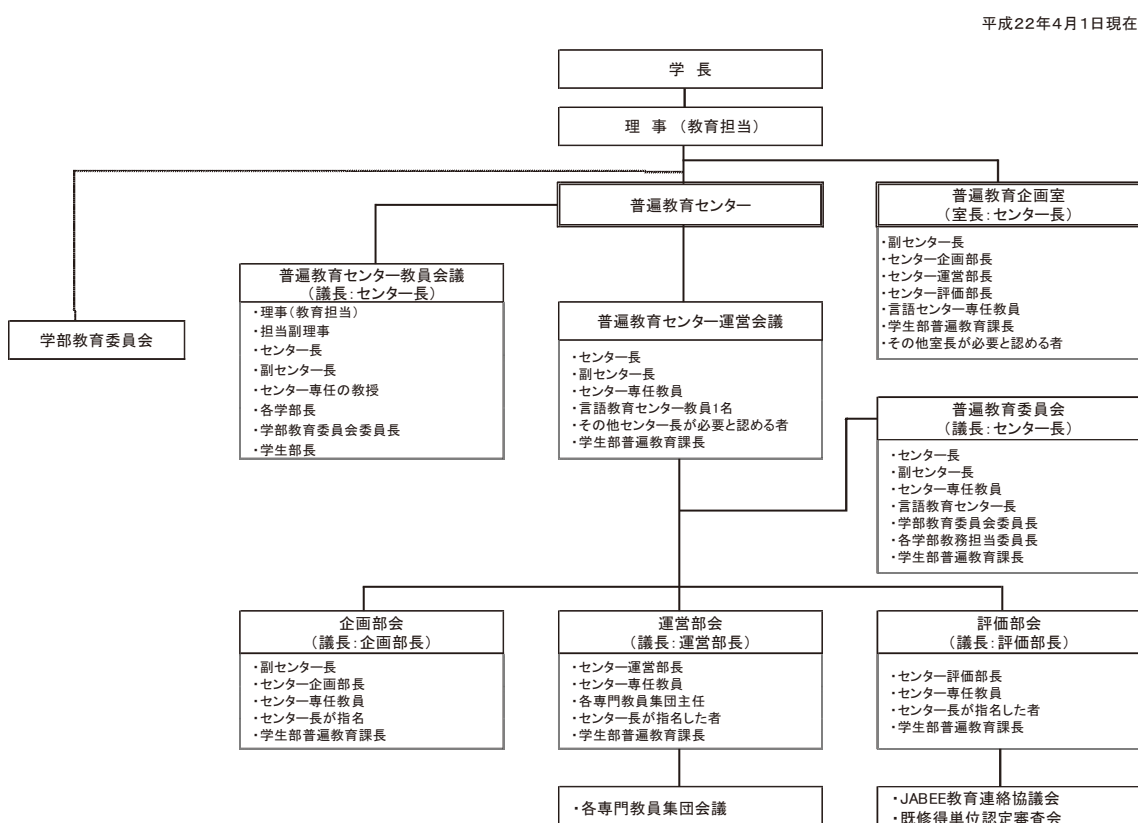 平成22年4月1日現在
学 長
理 事 (教育担当)
普遍教育センター
普遍教育企画室
(室長:センター長)
・副センター長
・センター企画部長
・センター運営部長
・センター評価部長
・言語センター専任教員
・学生部普遍教育課長
・その他室長が必要と認める者
普遍教育センター教員会議
(議長:センター長)
・理事(教育担当)
・担当副理事
・センター長
・副センター長
・センター専任の教授
・各学部長
・学部教育委員会委員長
・学生部長
学部教育委員会
普遍教育センター運営会議
・センター長
・副センター長
・センター専任教員
・言語教育センター教員1名
・その他センター長が必要と認める者
・学生部普遍教育課長
普遍教育委員会
(議長:センター長)
・センター長
・副センター長
・センター専任教員
・言語教育センター長
・学部教育委員会委員長
・各学部教務担当委員長
・学生部普遍教育課長
企画部会
(議長:企画部長)
・副センター長
・センター企画部長
・センター専任教員
・センター長が指名
・学生部普遍教育課長
運営部会
(議長:運営部長)
・センター運営部長
・センター専任教員
・各専門教員集団主任
・センター長が指名した者
・学生部普遍教育課長
評価部会
(議長:評価部長)
・センター評価部長
・センター専任教員
・センター長が指名した者
・学生部普遍教育課長
・各専門教員集団会議
・JABEE教育連絡協議会
・既修得単位認定審査会